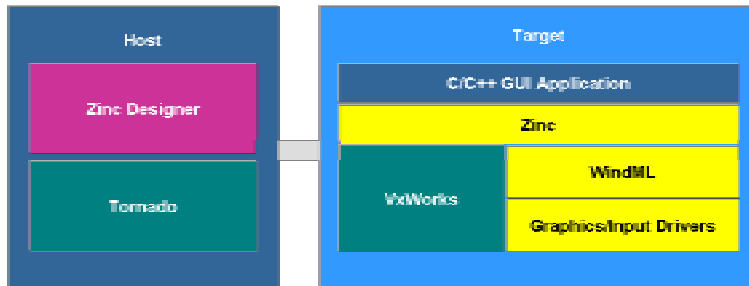 Host
Target
Zinc Designer
Tornado
C/C++ GUI Application
Zinc
VxWorks
WindML
Graphics/Input Drivers